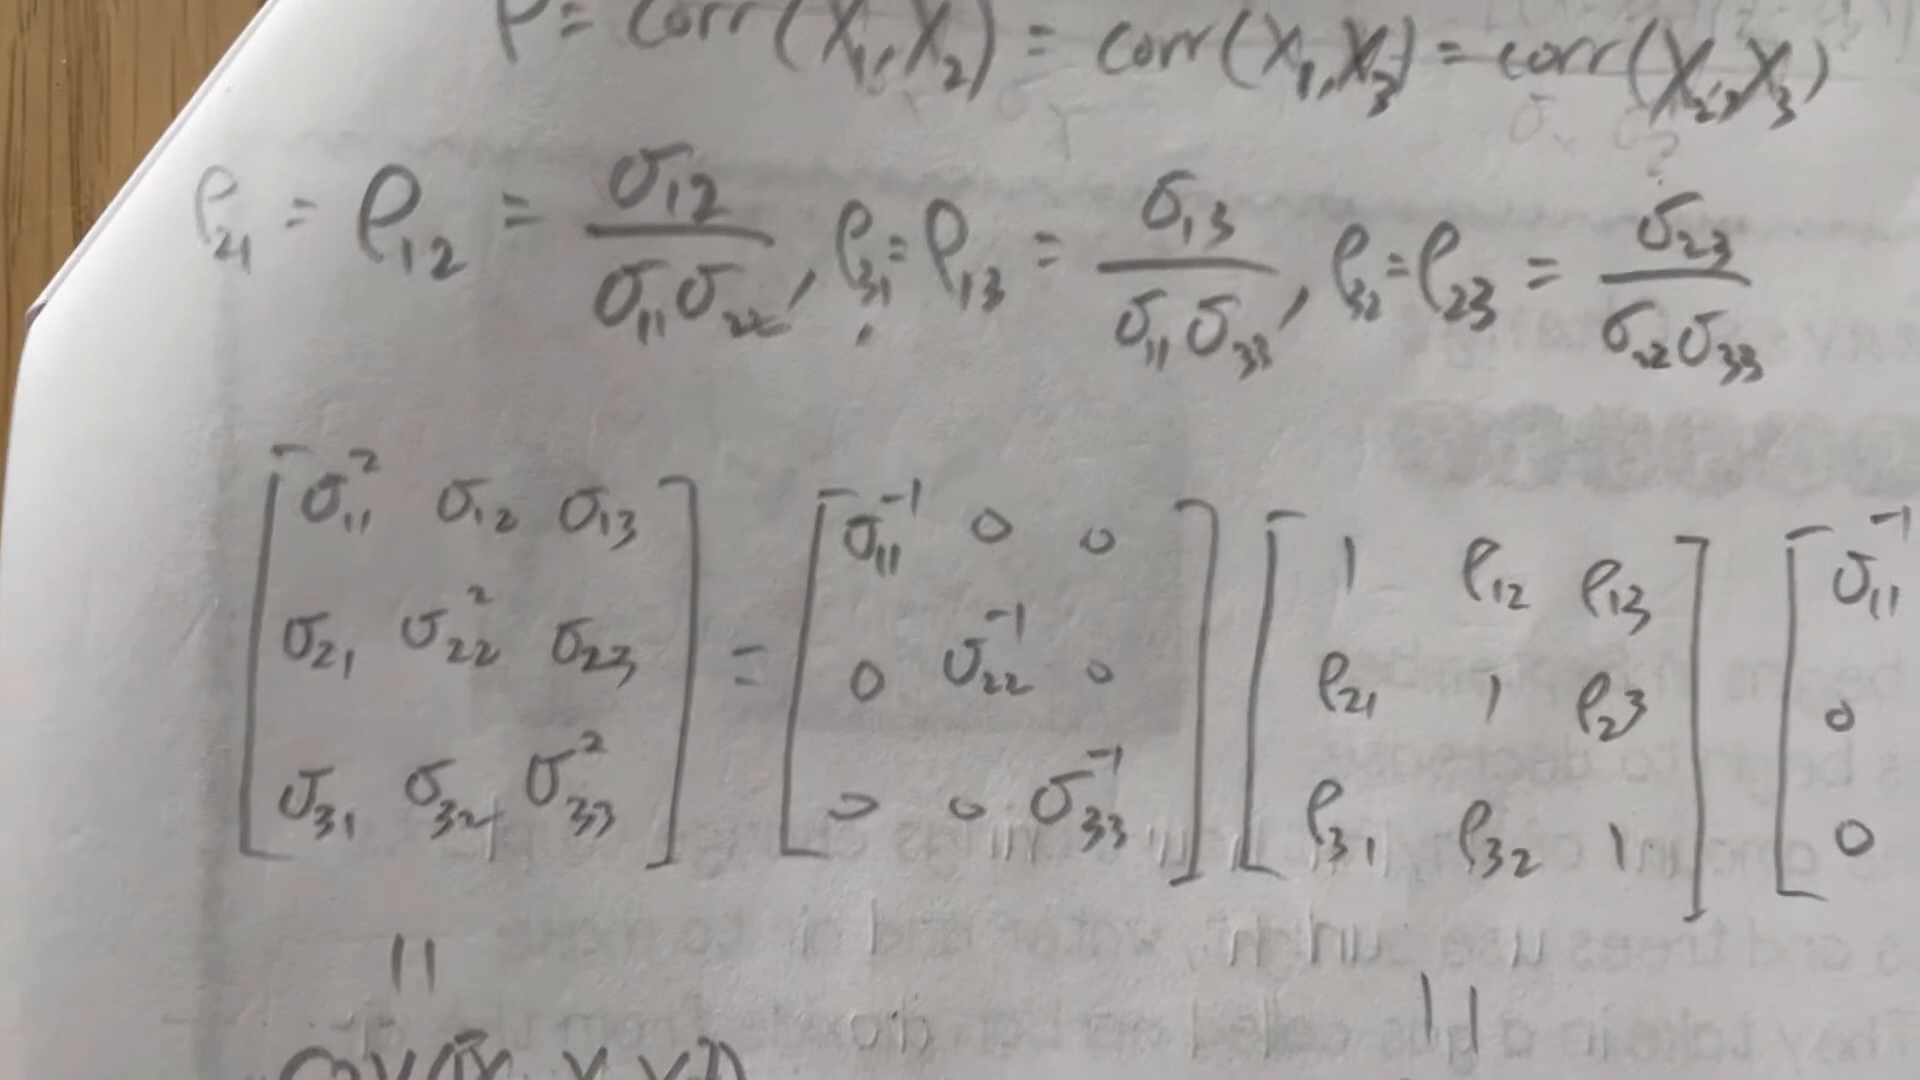 ρ = corr(X₁, X₂) = corr(X₁, X₃) = corr(X₂, X₃)
ρ₂₁ = ρ₁₂ = σ₁₂ / σ₁₁σ₂₂, ρ₃₁ = ρ₁₃ = σ₁₃ / σ₁₁σ₃₃, ρ₃₂ = ρ₂₃ = σ₂₃ / σ₂₂σ₃₃
[σ₁₁² σ₁₂ σ₁₃ [σ₁₁⁻¹ 0 0 [1 ρ₁₂ ρ₁₃ [σ₁₁⁻¹
σ₂₁ σ₂₂² σ₂₃ = 0 σ₂₂⁻¹ 0 ρ₂₁ 1 ρ₂₃ 0
σ₃₁ σ₃₂ σ₃₃²] 0 0 σ₃₃⁻¹] ρ₃₁ ρ₃₂ 1] 0
|| ||